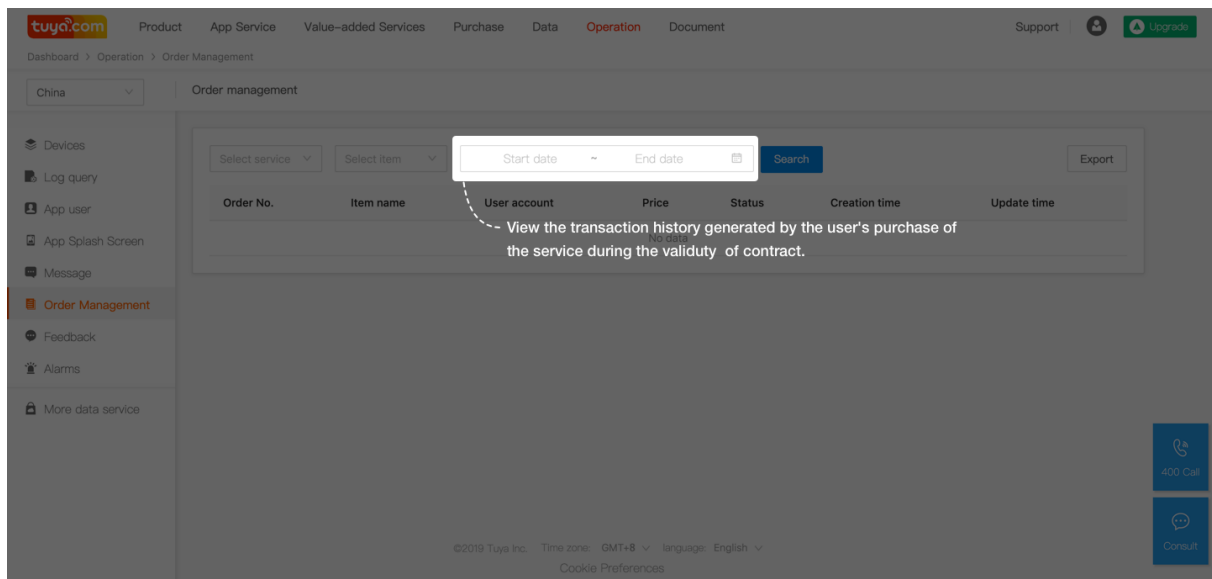 tuya.com Product App Service Value-added Services Purchase Data Operation Document Support Upgrade
Dashboard > Operation > Order Management
China Order management
Devices
Select service Select item Start date ~ End date Search Export
Log query
App user
Order No. Item name User account Price Status Creation time Update time
View the transaction history generated by the user's purchase of
No data
the service during the validuty of contract.
App Splash Screen
Message
Order Management
Feedback
Alarms
More data service
400 Call
Consult
©2019 Tuya Inc. Time zone: GMT+8 language: English
Cookie Preferences